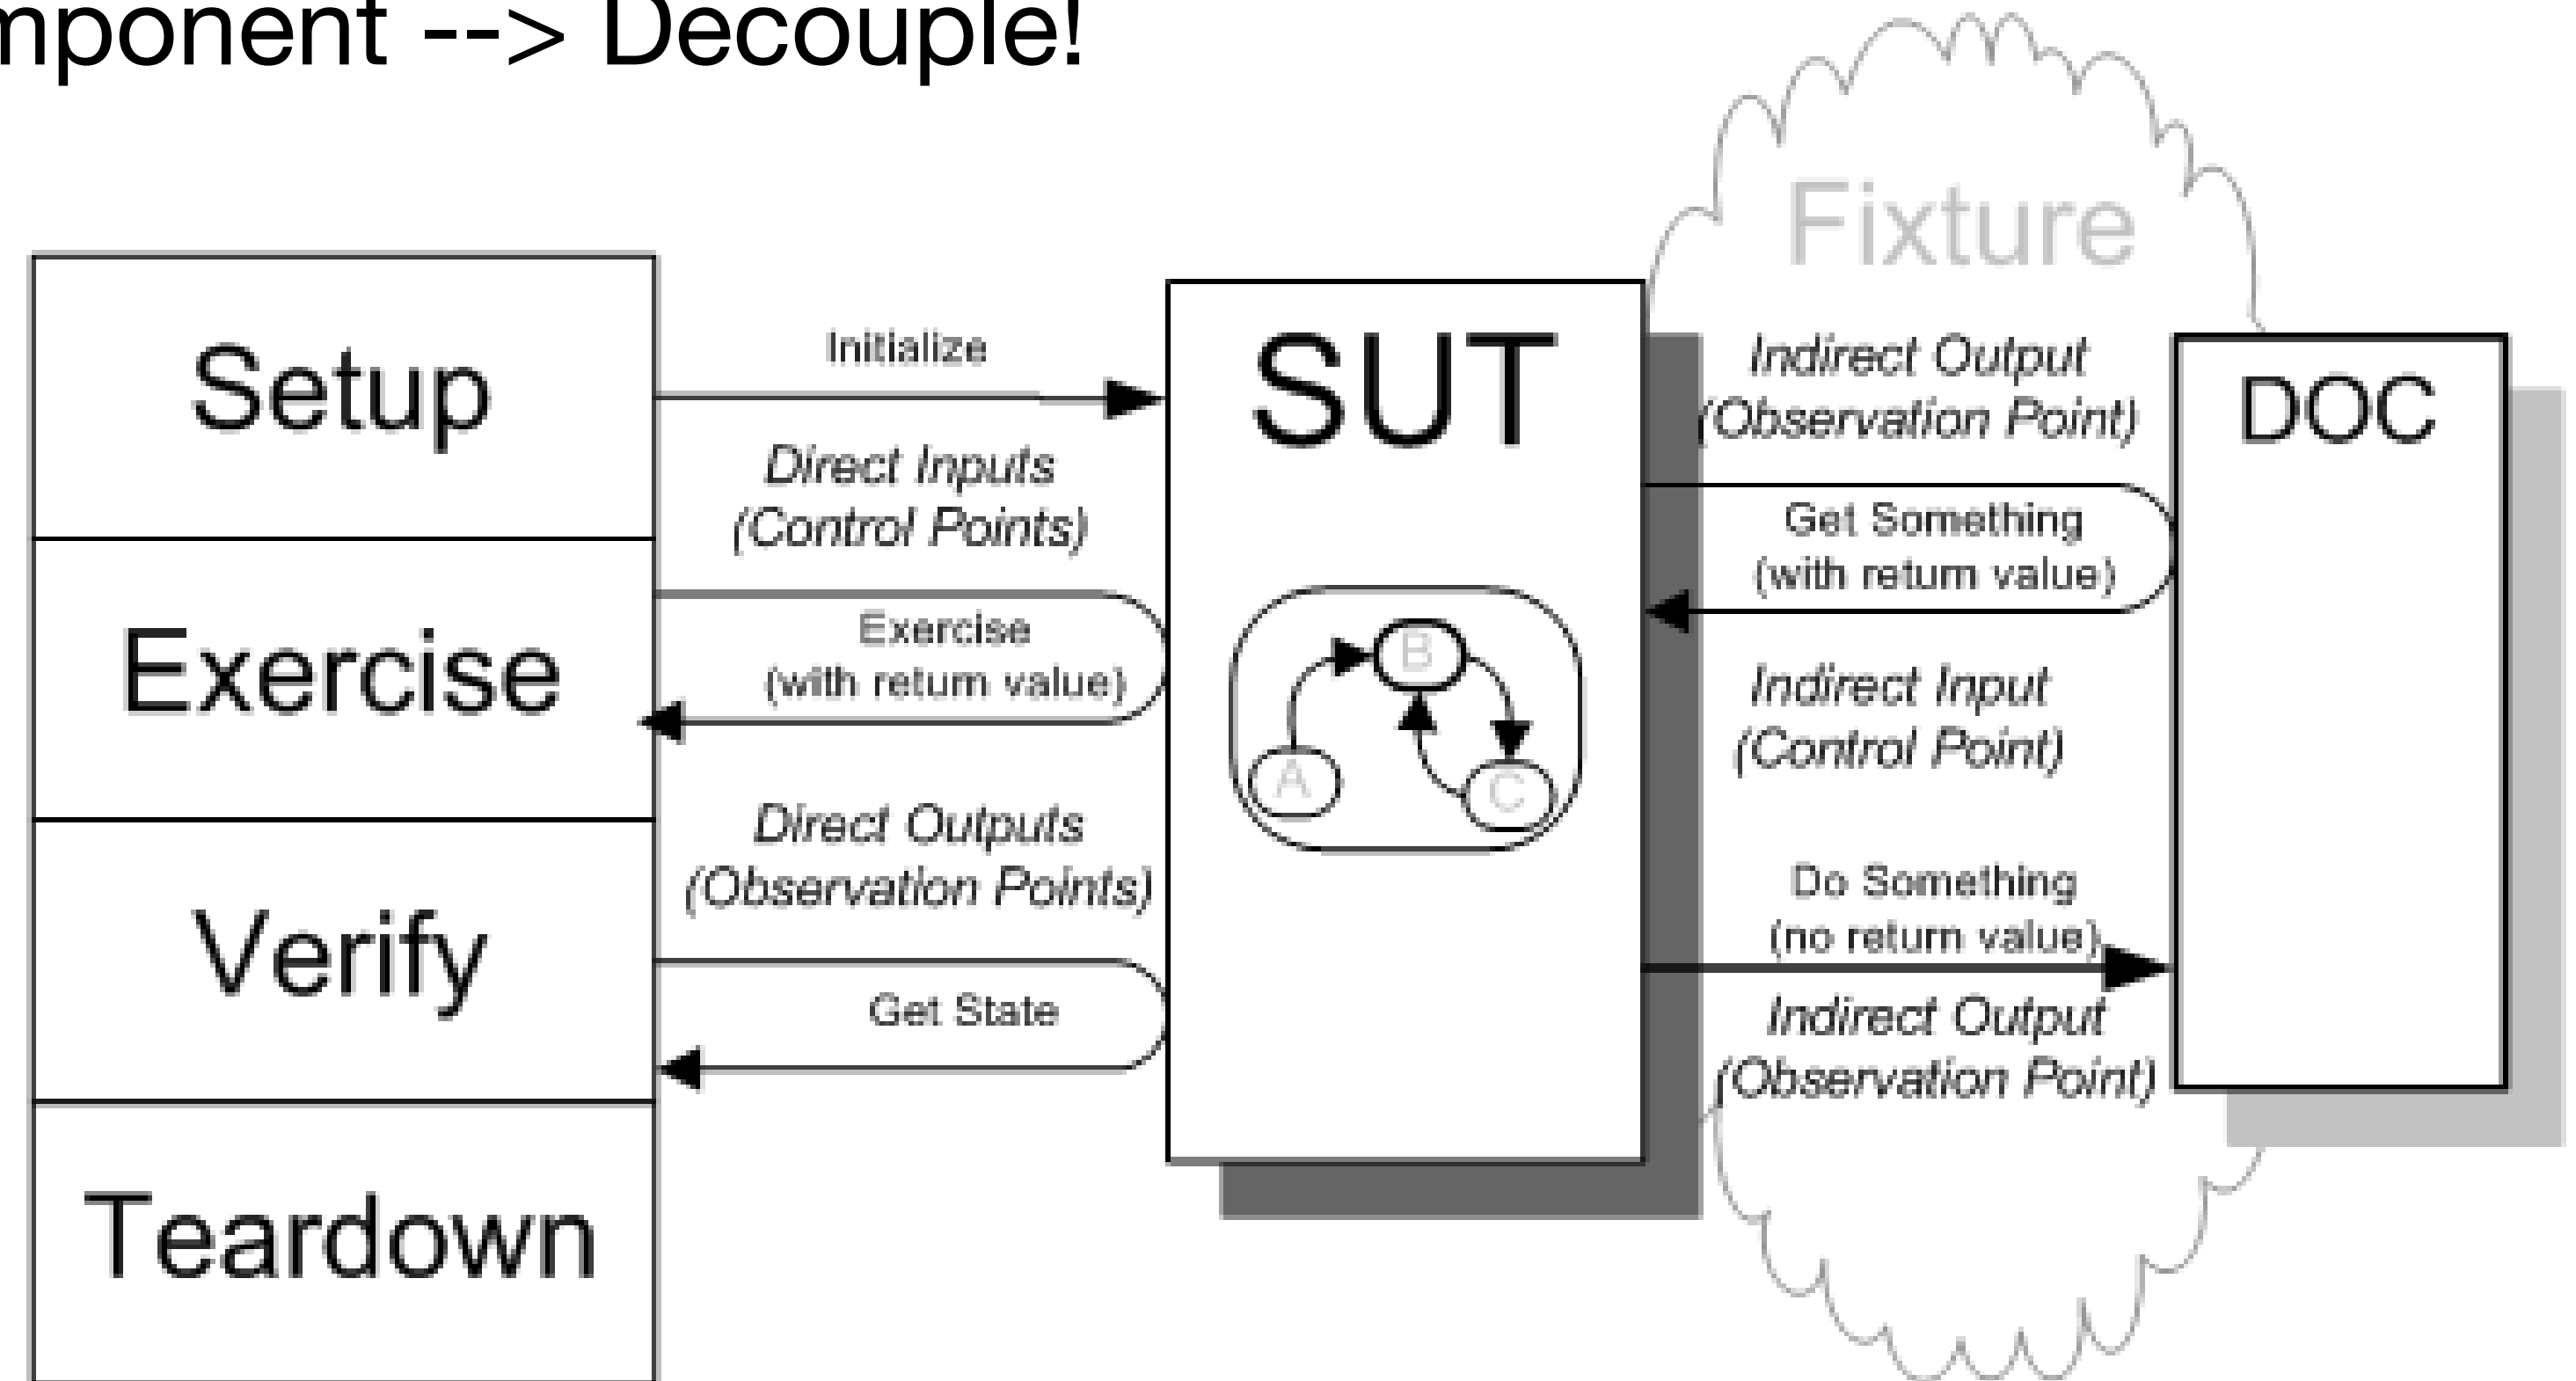 mponent --> Decouple!
Setup
Exercise
Verify
Teardown
Initialize
Direct Inputs
(Control Points)
Exercise
(with return value)
Direct Outputs
(Observation Points)
Get State
SUT
B
A
C
Fixture
Indirect Output
(Observation Point)
Get Something
(with return value)
Indirect Input
(Control Point)
Do Something
(no return value)
Indirect Output
(Observation Point)
DOC